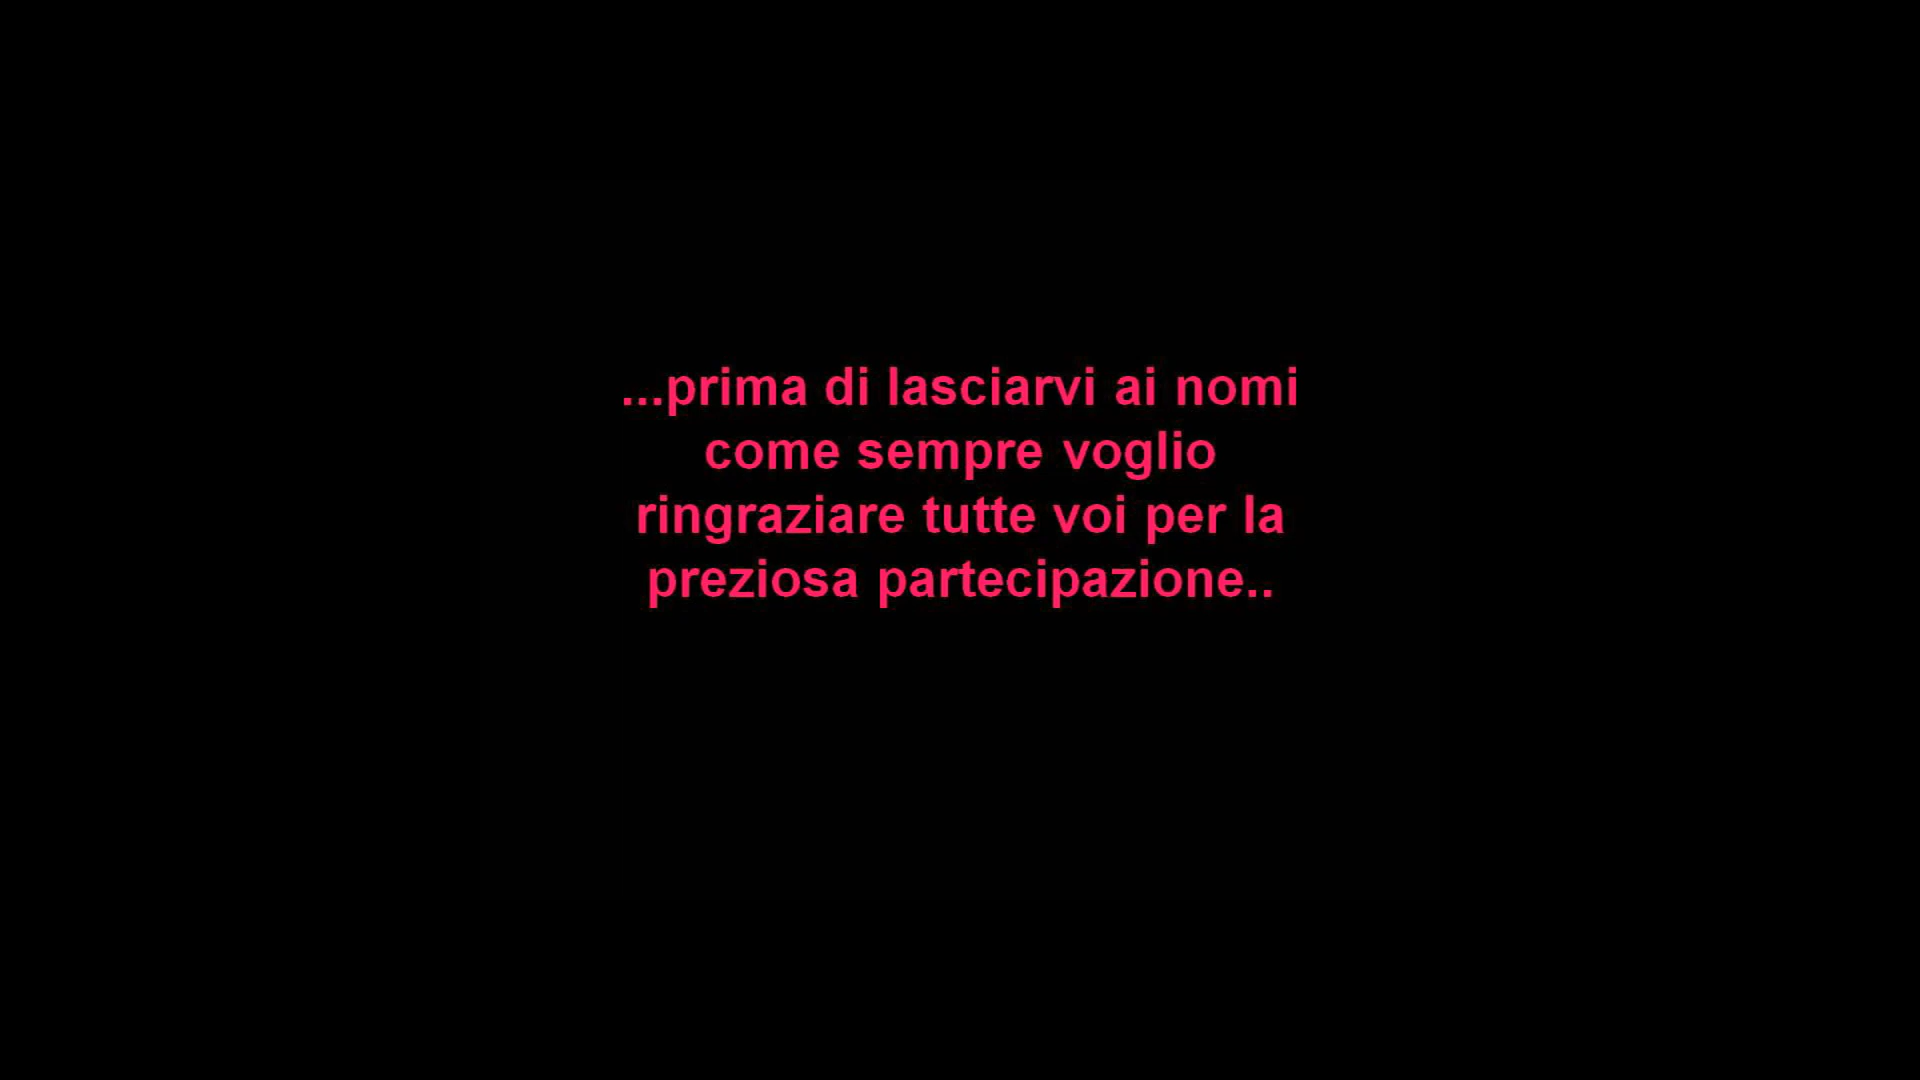 ...prima di lasciarvi ai nomi
come sempre voglio
ringraziare tutte voi per la
preziosa partecipazione..